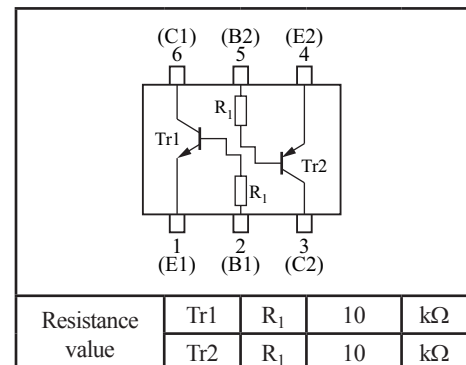 (C1) (B2) (E2)
6 5 4
R1
Tr1
Tr2
R1
1 2 3
(E1) (B1) (C2)
Resistance value Tr1 R1 10 kΩ
Tr2 R1 10 kΩ